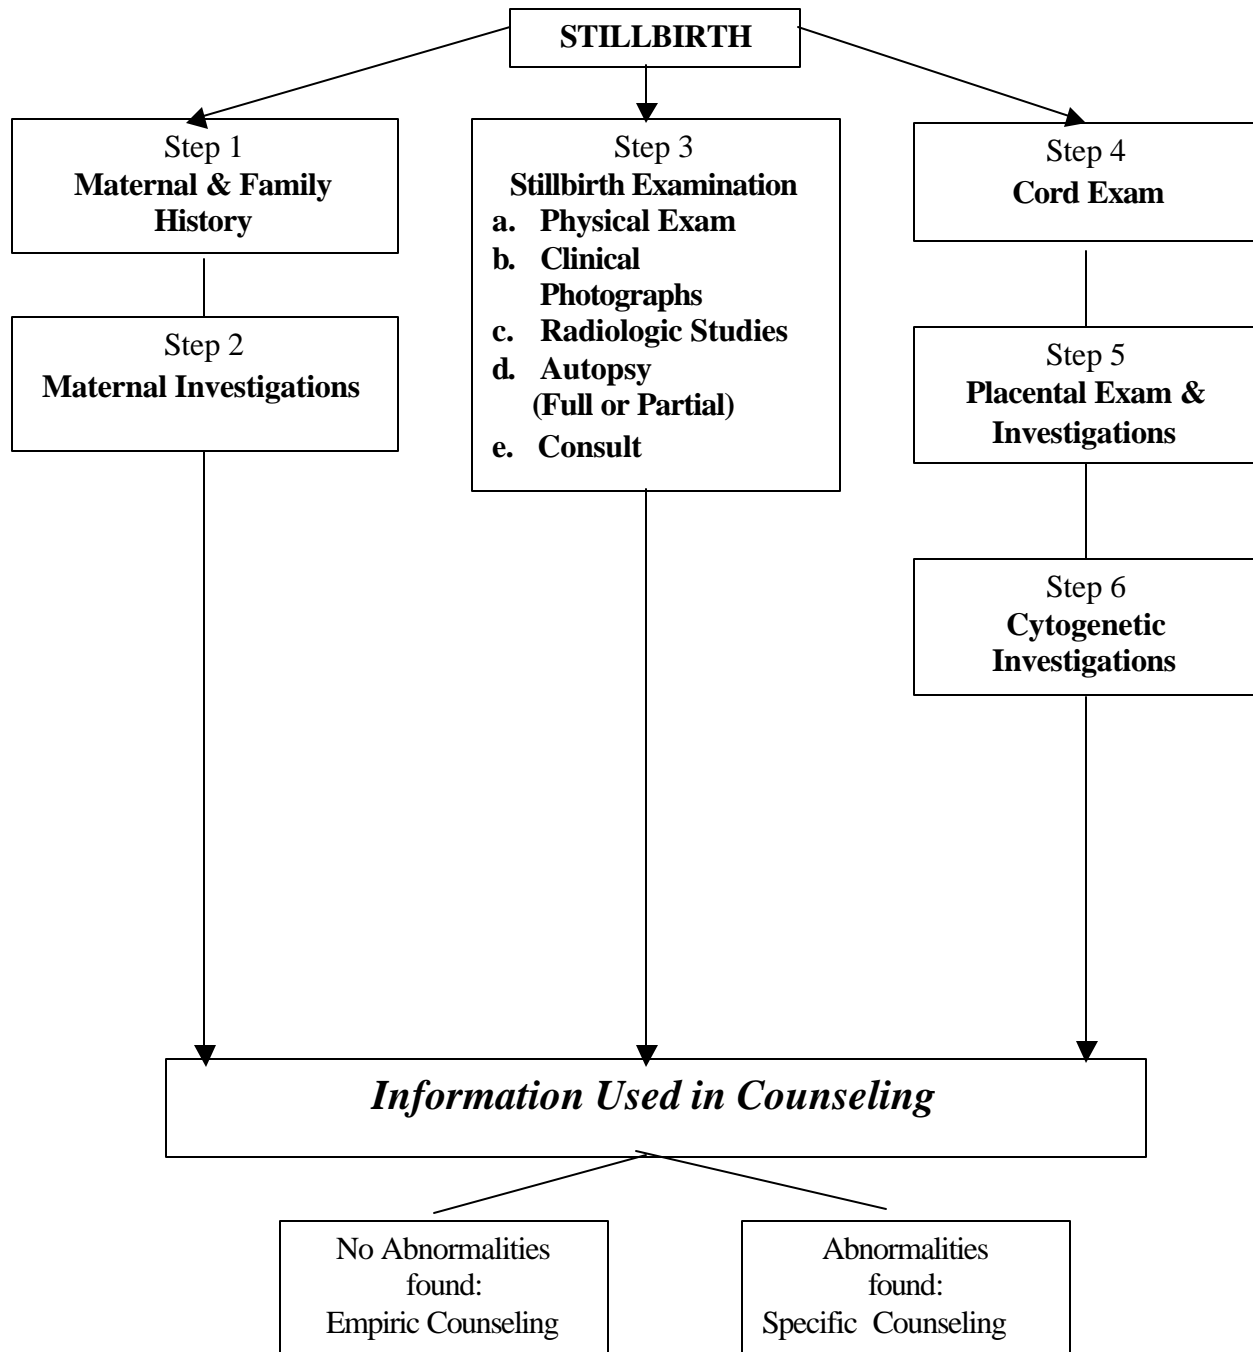 STILLBIRTH
Step 1
Maternal & Family
History
Step 2
Maternal Investigations
Step 3
Stillbirth Examination
a. Physical Exam
b. Clinical
Photographs
c. Radiologic Studies
d. Autopsy
(Full or Partial)
e. Consult
Step 4
Cord Exam
Step 5
Placental Exam &
Investigations
Step 6
Cytogenetic
Investigations
Information Used in Counseling
No Abnormalities
found:
Empiric Counseling
Abnormalities
found:
Specific Counseling